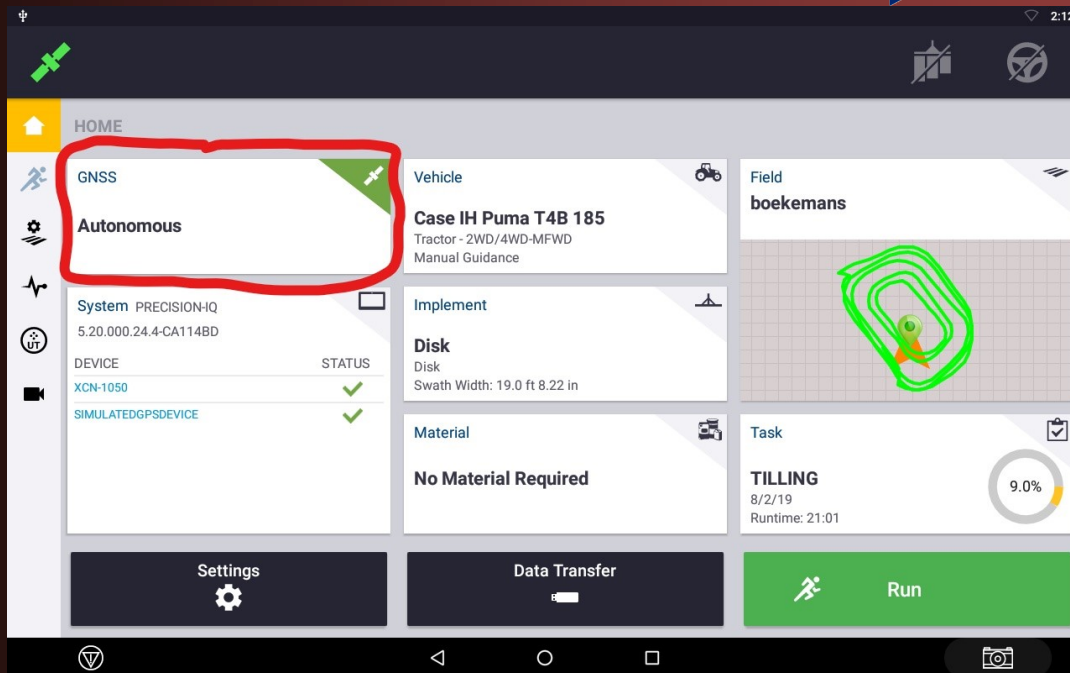 2:12
HOME
GNSS
Autonomous
Vehicle
Case IH Puma T4B 185
Tractor - 2WD/4WD-MFWD
Manual Guidance
Field
boekemans
System PRECISION-IQ
5.20.000.24.4-CA114BD
DEVICE STATUS
XCN-1050
SIMULATEDGPSDEVICE
Implement
Disk
Disk
Swath Width: 19.0 ft 8.22 in
Material
No Material Required
Task
TILLING
8/2/19
Runtime: 21:01
9.0%
Settings
Data Transfer
Run
UT